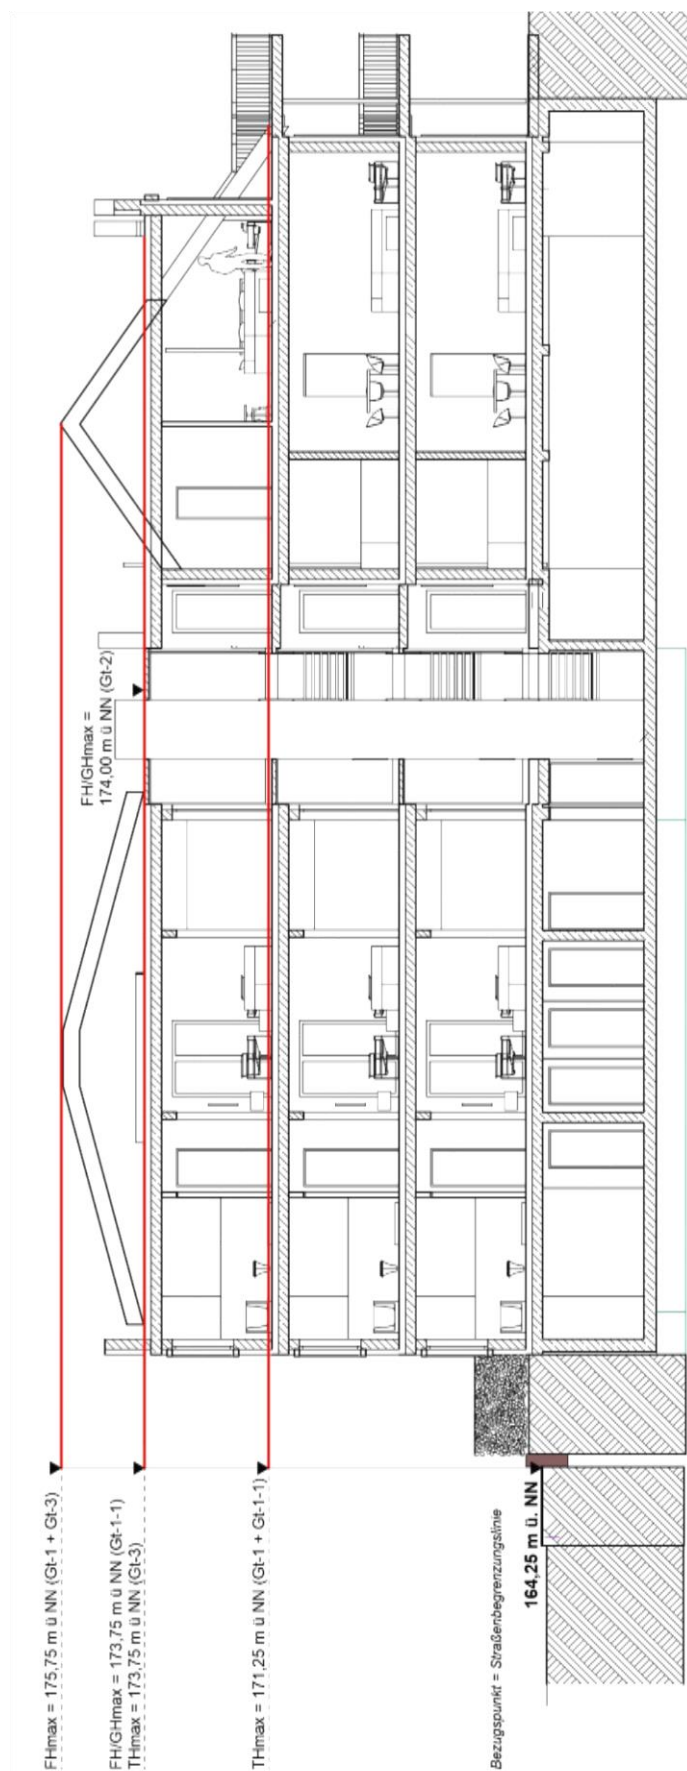 FH/GHmax =
174,00 m ü NN (Gt-2)
FHmax = 175,75 m ü NN (Gt-1 + Gt-3)
FH/GHmax = 173,75 m ü NN (Gt-1-1)
THmax = 173,75 m ü NN (Gt-3)
THmax = 171,25 m ü NN (Gt-1 + Gt-1-1)
Bezugspunkt = Straßenbegrenzungslinie
164,25 m ü. NN